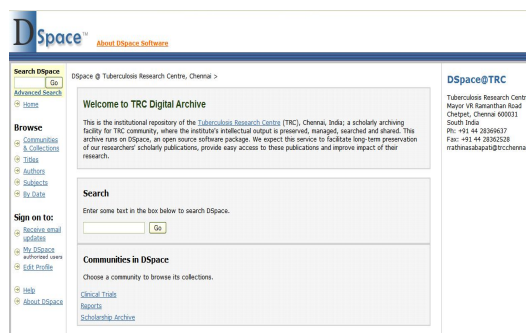 DSpace™
About DSpace Software
Search DSpace
Go
Advanced Search
Home
Browse
Communities
& Collections
Titles
Authors
Subjects
By Date
Sign on to:
Receive email
updates
My DSpace
authorized users
Edit Profile
Help
About DSpace
DSpace @ Tuberculosis Research Centre, Chennai >
Welcome to TRC Digital Archive
This is the institutional repository of the Tuberculosis Research Centre (TRC), Chennai, India; a scholarly archiving
facility for TRC community, where the institute's intellectual output is preserved, managed, searched and shared. This
archive runs on DSpace, an open source software package. We expect this service to facilitate long-term preservation
of our researchers' scholarly publications, provide easy access to these publications and improve impact of their
research.
Search
Enter some text in the box below to search DSpace.
Go
Communities in DSpace
Choose a community to browse its collections.
Clinical Trials
Reports
Scholarship Archive
DSpace@TRC
Tuberculosis Research Centr
Mayor VR Ramanthan Road
Chetpet, Chennai 600031
South India
Ph: +91 44 28369637
Fax: +91 44 28362528
rrathinasabapati@trcchenna